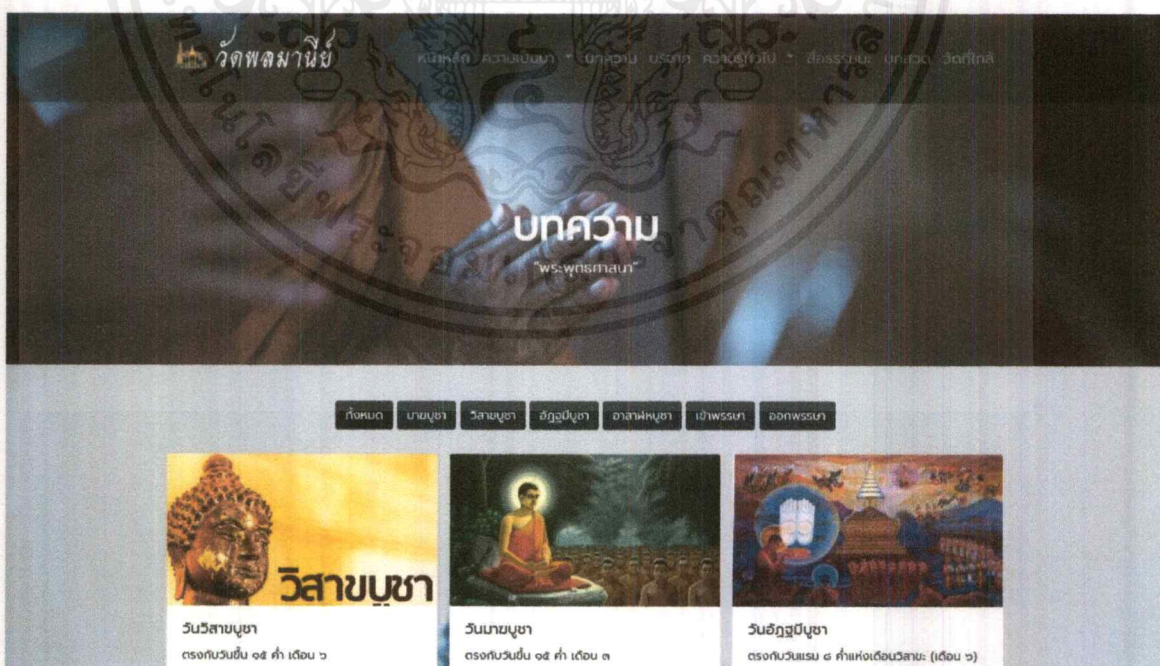 วัดพลมานีย์
หน้าหลัก ความเป็นมา บทความ บริจาค ความรู้ทั่วไป สื่อธรรมะ บทสวด วัดที่ใกล้
บทความ
"พระพุทธศาสนา"
ทั้งหมด มาฆบูชา วิสาขบูชา อัฏฐมีบูชา อาสาฬหบูชา เข้าพรรษา ออกพรรษา
วิสาขบูชา
วันวิสาขบูชา วันมาฆบูชา วันอัฏฐมีบูชา
ตรงกับวันขึ้น ๑๕ ค่ำ เดือน ๖ ตรงกับวันขึ้น ๑๕ ค่ำ เดือน ๓ ตรงกับวันแรม ๘ ค่ำแห่งเดือนวิสาขะ (เดือน ๖)